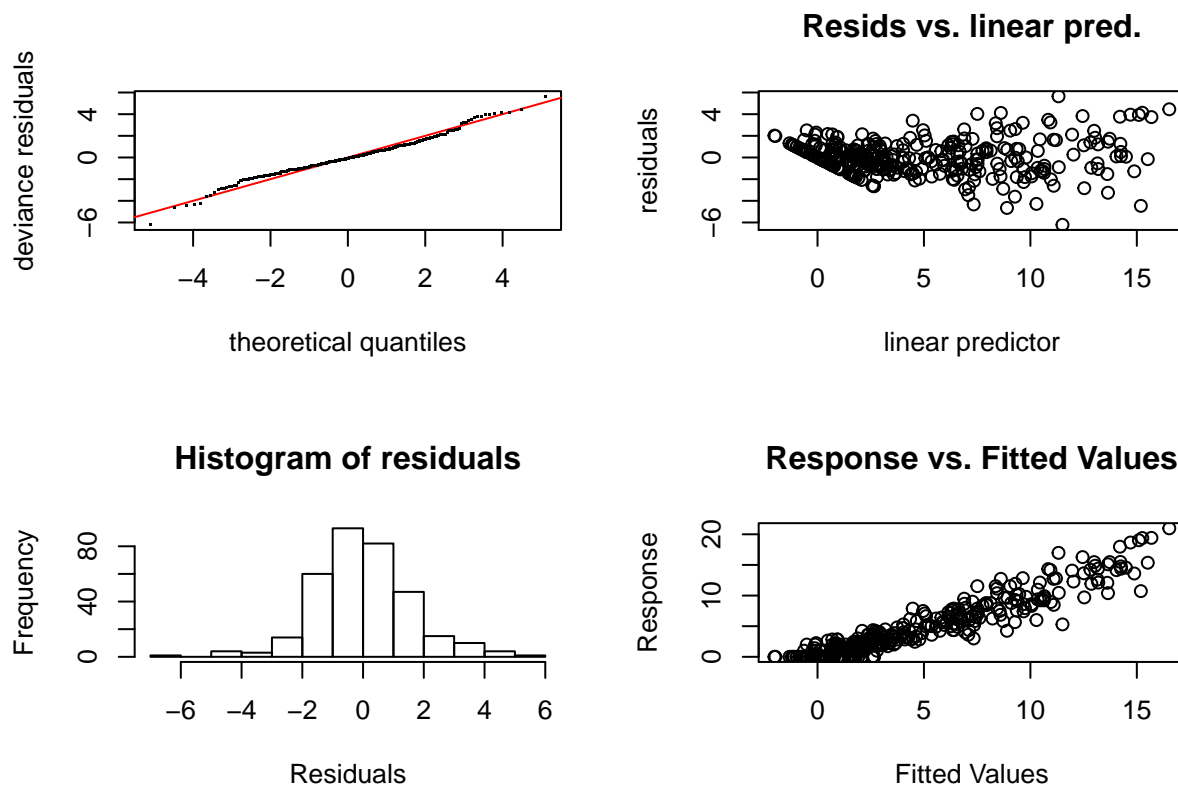 deviance residuals
4
0
−6
−4
−2
0
2
4
theoretical quantiles
Resids vs. linear pred.
residuals
4
0
−6
0
5
10
15
linear predictor
Histogram of residuals
Frequency
80
40
0
−6
−4
−2
0
2
4
6
Residuals
Response vs. Fitted Values
Response
20
10
0
0
5
10
15
Fitted Values